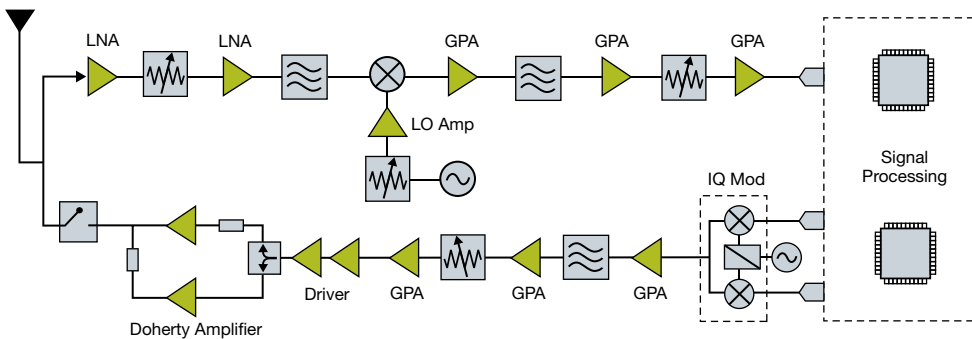 LNA
LNA
GPA
GPA
GPA
LO Amp
Signal
Processing
IQ Mod
Driver
GPA
GPA
GPA
Doherty Amplifier